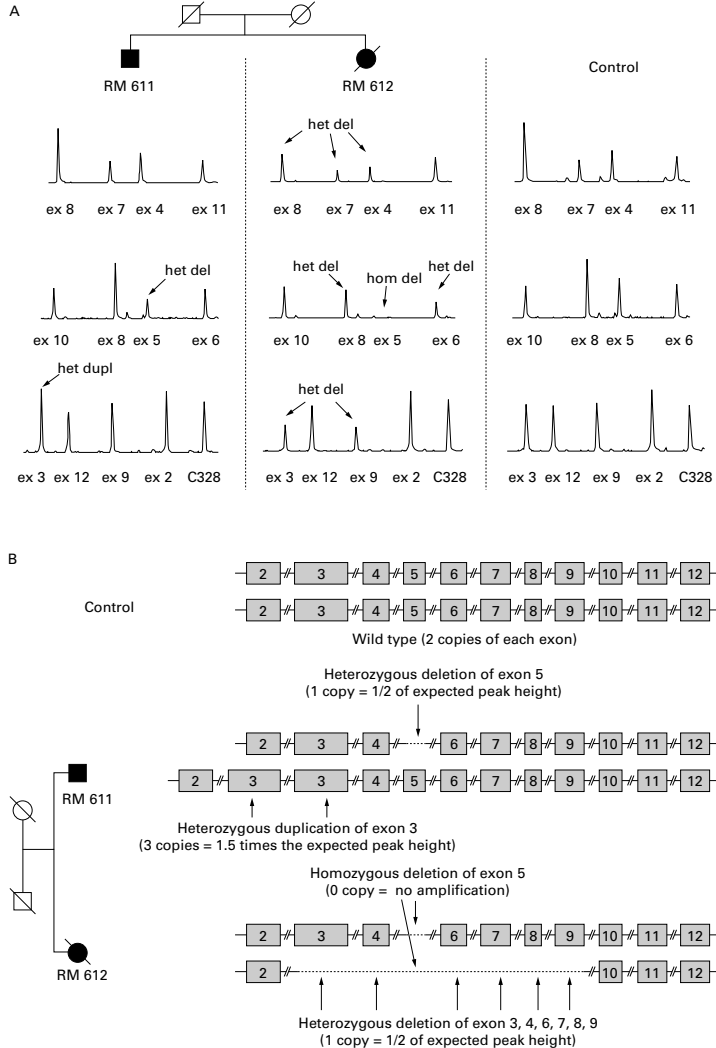 A
RM 611
RM 612
Control
het del
ex 8 ex 7 ex 4 ex 11
ex 8 ex 7 ex 4 ex 11
ex 8 ex 7 ex 4 ex 11
het del
het del
hom del
het del
ex 10 ex 8 ex 5 ex 6
ex 10 ex 8 ex 5 ex 6
ex 10 ex 8 ex 5 ex 6
het dupl
het del
ex 3 ex 12 ex 9 ex 2 C328
ex 3 ex 12 ex 9 ex 2 C328
ex 3 ex 12 ex 9 ex 2 C328
B
Control
2 3 4 5 6 7 8 9 10 11 12
2 3 4 5 6 7 8 9 10 11 12
Wild type (2 copies of each exon)
Heterozygous deletion of exon 5
(1 copy = 1/2 of expected peak height)
2 3 4 6 7 8 9 10 11 12
RM 611
2 3 3 4 5 6 7 8 9 10 11 12
Heterozygous duplication of exon 3
(3 copies = 1.5 times the expected peak height)
Homozygous deletion of exon 5
(0 copy = no amplification)
2 3 4 6 7 8 9 10 11 12
RM 612
2 10 11 12
Heterozygous deletion of exon 3, 4, 6, 7, 8, 9
(1 copy = 1/2 of expected peak height)